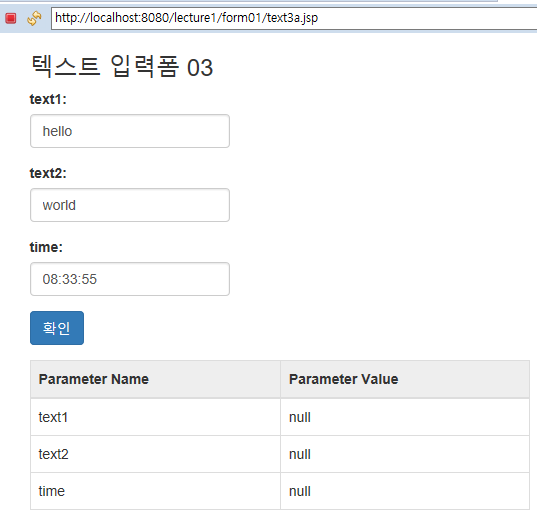 http://localhost:8080/lecture1/form01/text3a.jsp
텍스트 입력폼 03
text1:
hello
text2:
world
time:
08:33:55
확인
Parameter Name Parameter Value
text1 null
text2 null
time null